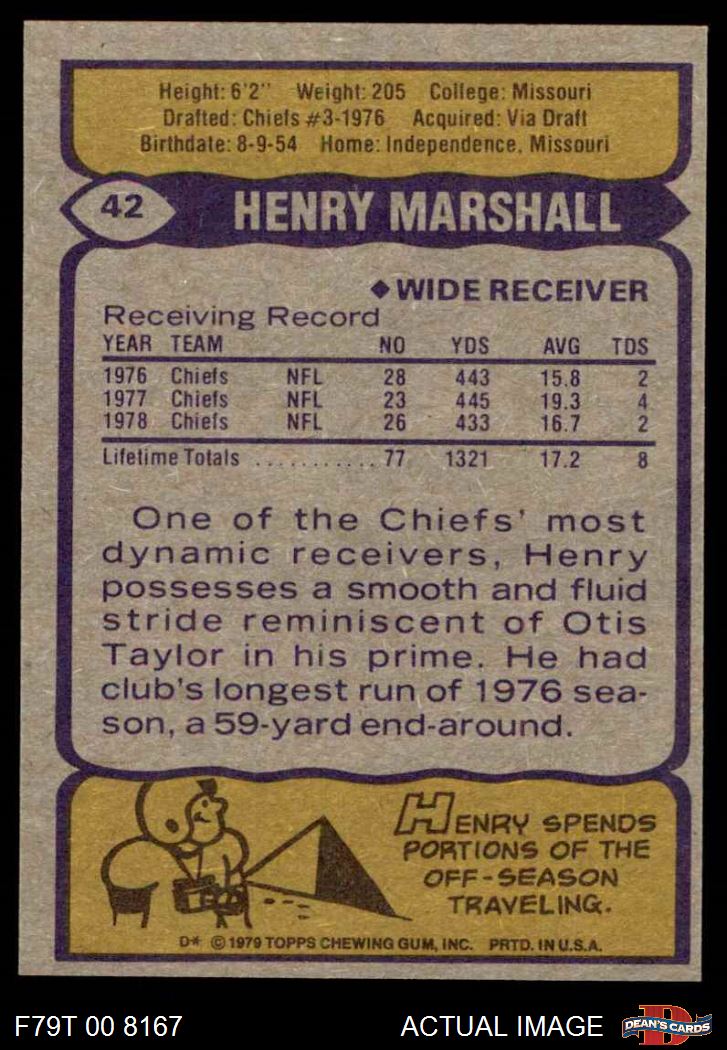 Height: 6'2" Weight: 205 College: Missouri
Drafted: Chiefs #3-1976 Acquired: Via Draft
Birthdate: 8-9-54 Home: Independence, Missouri
42 HENRY MARSHALL
◆ WIDE RECEIVER
Receiving Record
YEAR TEAM NO YDS AVG TDS
1976 Chiefs NFL 28 443 15.8 2
1977 Chiefs NFL 23 445 19.3 4
1978 Chiefs NFL 26 433 16.7 2
Lifetime Totals ........... 77 1321 17.2 8
One of the Chiefs' most
dynamic receivers, Henry
possesses a smooth and fluid
stride reminiscent of Otis
Taylor in his prime. He had
club's longest run of 1976 sea-
son, a 59-yard end-around.
HENRY SPENDS
PORTIONS OF THE
OFF-SEASON
TRAVELING.
D* © 1979 TOPPS CHEWING GUM, INC. PRTD. IN U.S.A.
F79T 00 8167 ACTUAL IMAGE
D
DEAN'S CARDS